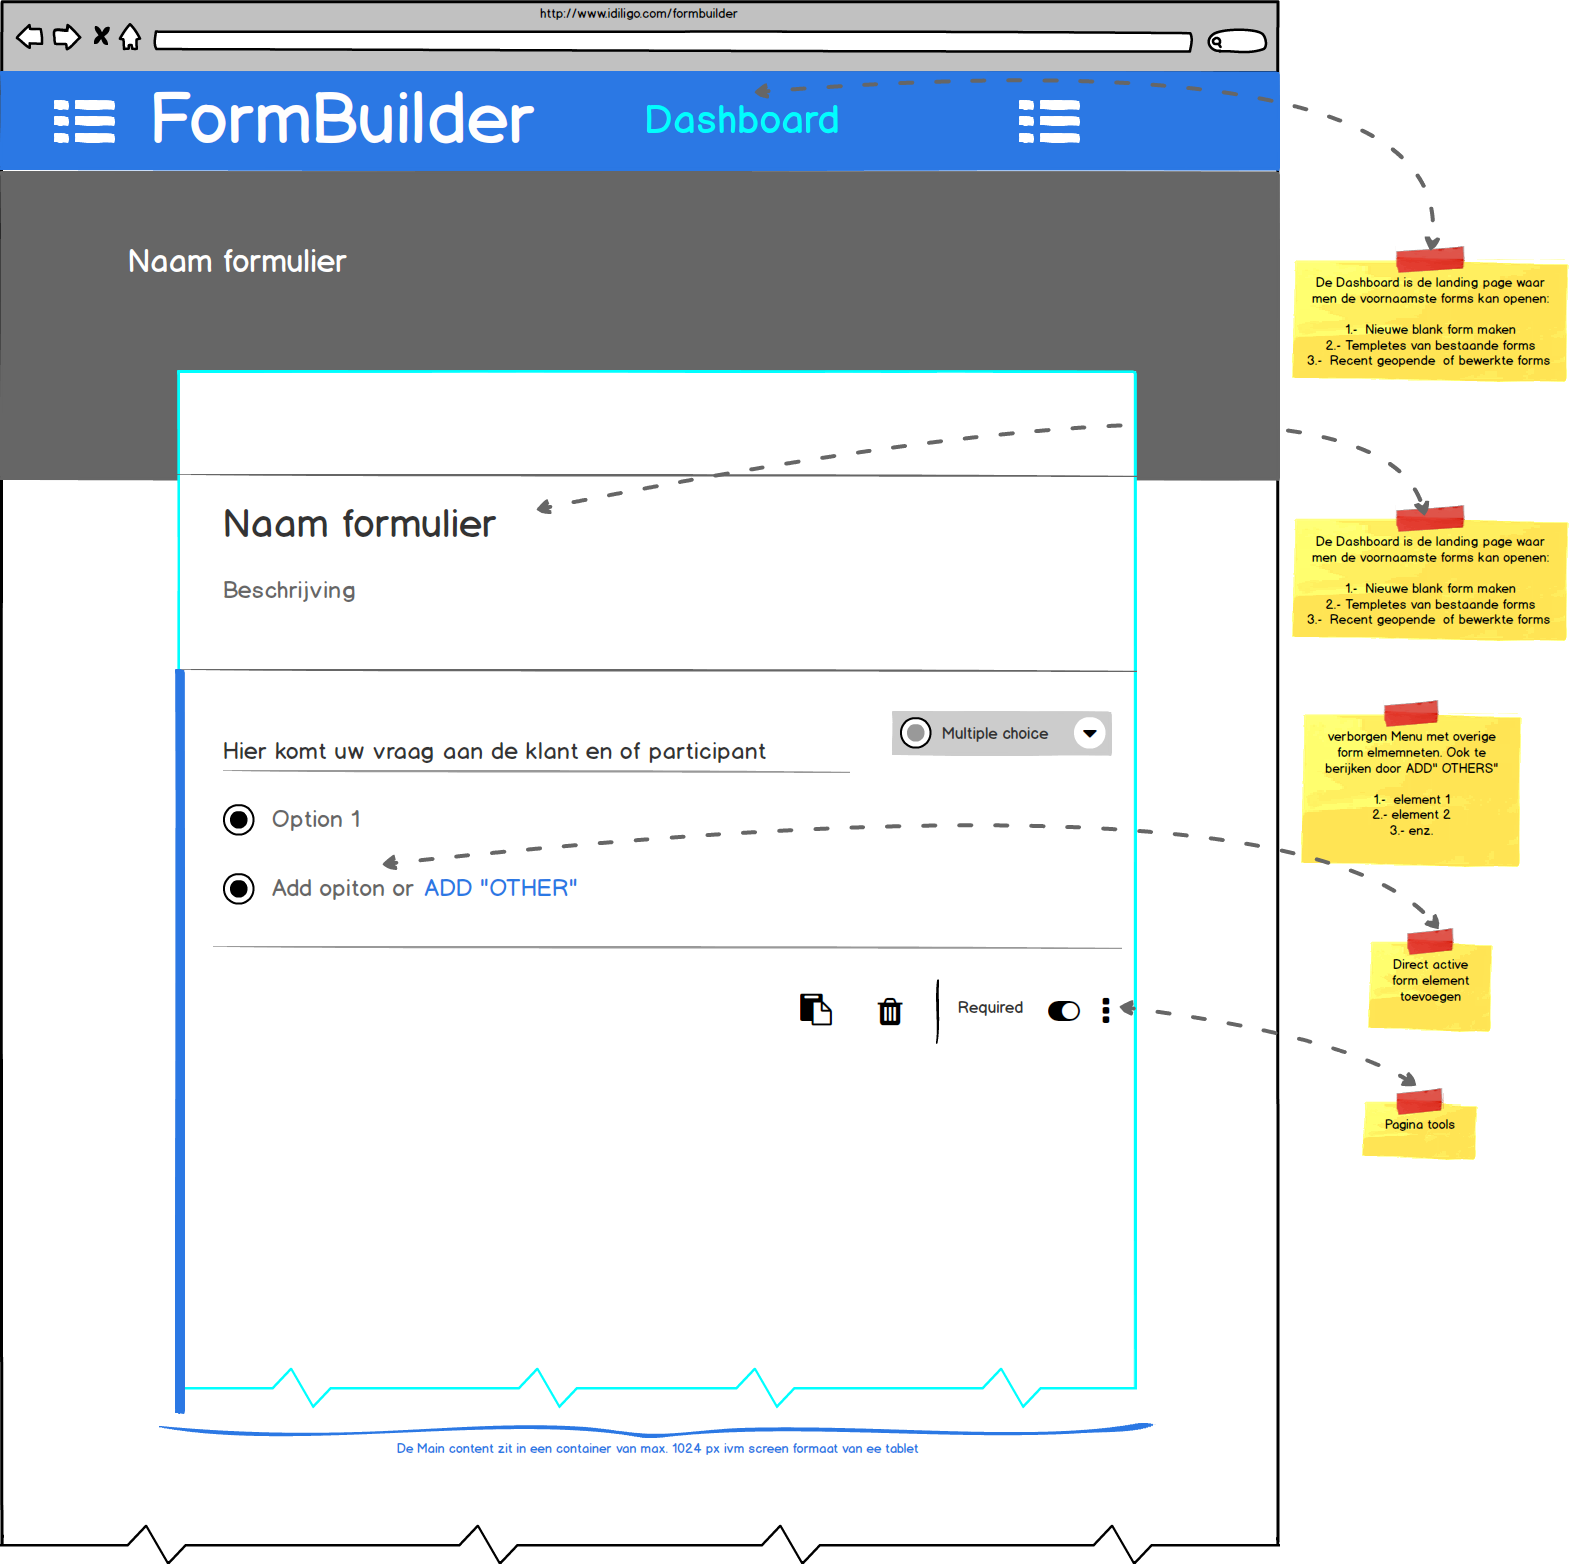 http://www.idiligo.com/formbuilder
FormBuilder
Dashboard
Naam formulier
De Dashboard is de landing page waar
men de voornaamste forms kan openen:
1.- Nieuwe blank form maken
2.- Templetes van bestaande forms
3.- Recent geopende of bewerkte forms
Naam formulier
Beschrijving
De Dashboard is de landing page waar
men de voornaamste forms kan openen:
1.- Nieuwe blank form maken
2.- Templetes van bestaande forms
3.- Recent geopende of bewerkte forms
Hier komt uw vraag aan de klant en of participant
Multiple choice
Option 1
Add opiton or ADD "OTHER"
verborgen Menu met overige
form elmemneten. Ook te
berijken door ADD" OTHERS"
1.- element 1
2.- element 2
3.- enz.
Required
Direct active
form element
toevoegen
Pagina tools
De Main content zit in een container van max. 1024 px ivm screen formaat van ee tablet